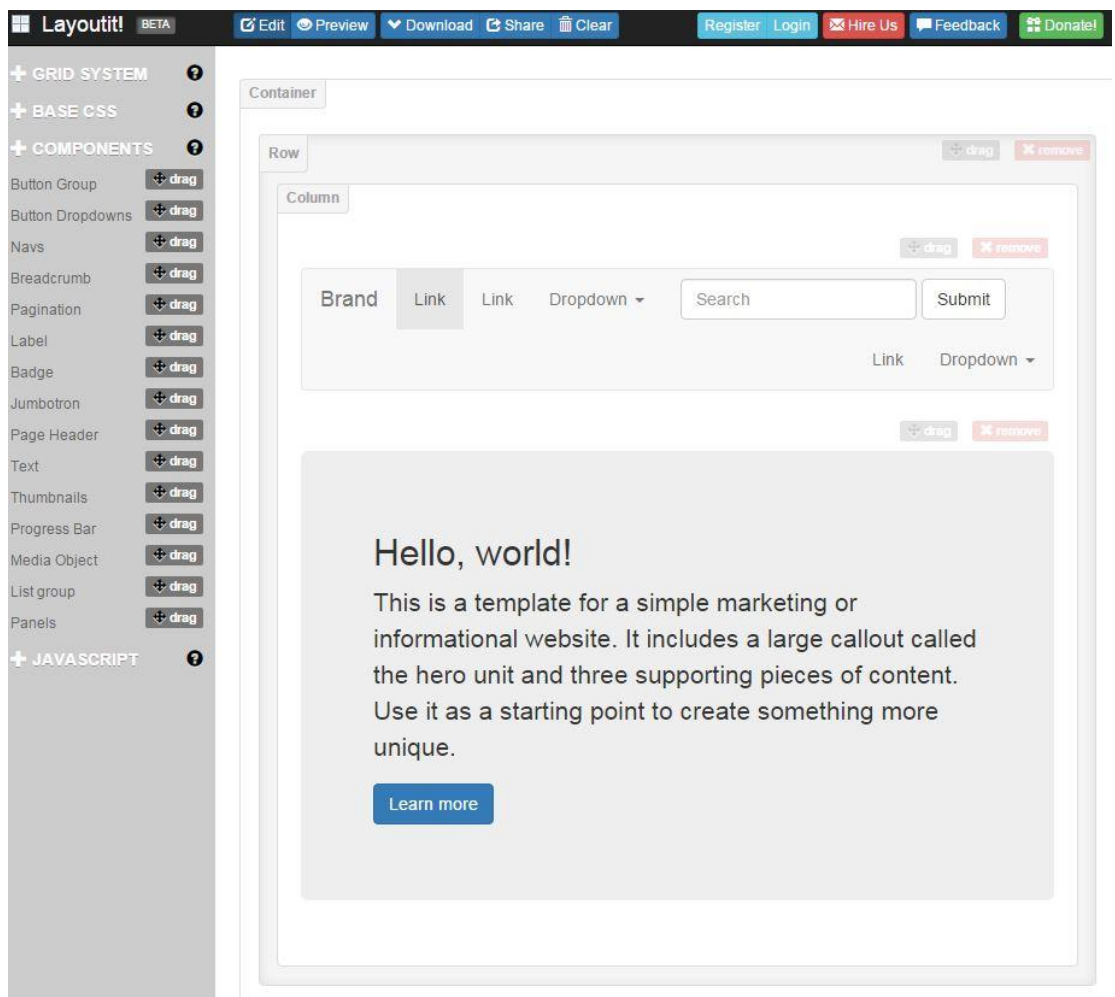 Layoutit! BETA Edit Preview Download Share Clear Register Login Hire Us Feedback Donate!
GRID SYSTEM
BASE CSS
COMPONENTS
Button Group drag
Button Dropdowns drag
Navs drag
Breadcrumb drag
Pagination drag
Label drag
Badge drag
Jumbotron drag
Page Header drag
Text drag
Thumbnails drag
Progress Bar drag
Media Object drag
List group drag
Panels drag
JAVASCRIPT
Container
Row drag remove
Column
drag remove
Brand Link Link Dropdown Search Submit
Link Dropdown
drag remove
Hello, world!
This is a template for a simple marketing or
informational website. It includes a large callout called
the hero unit and three supporting pieces of content.
Use it as a starting point to create something more
unique.
Learn more